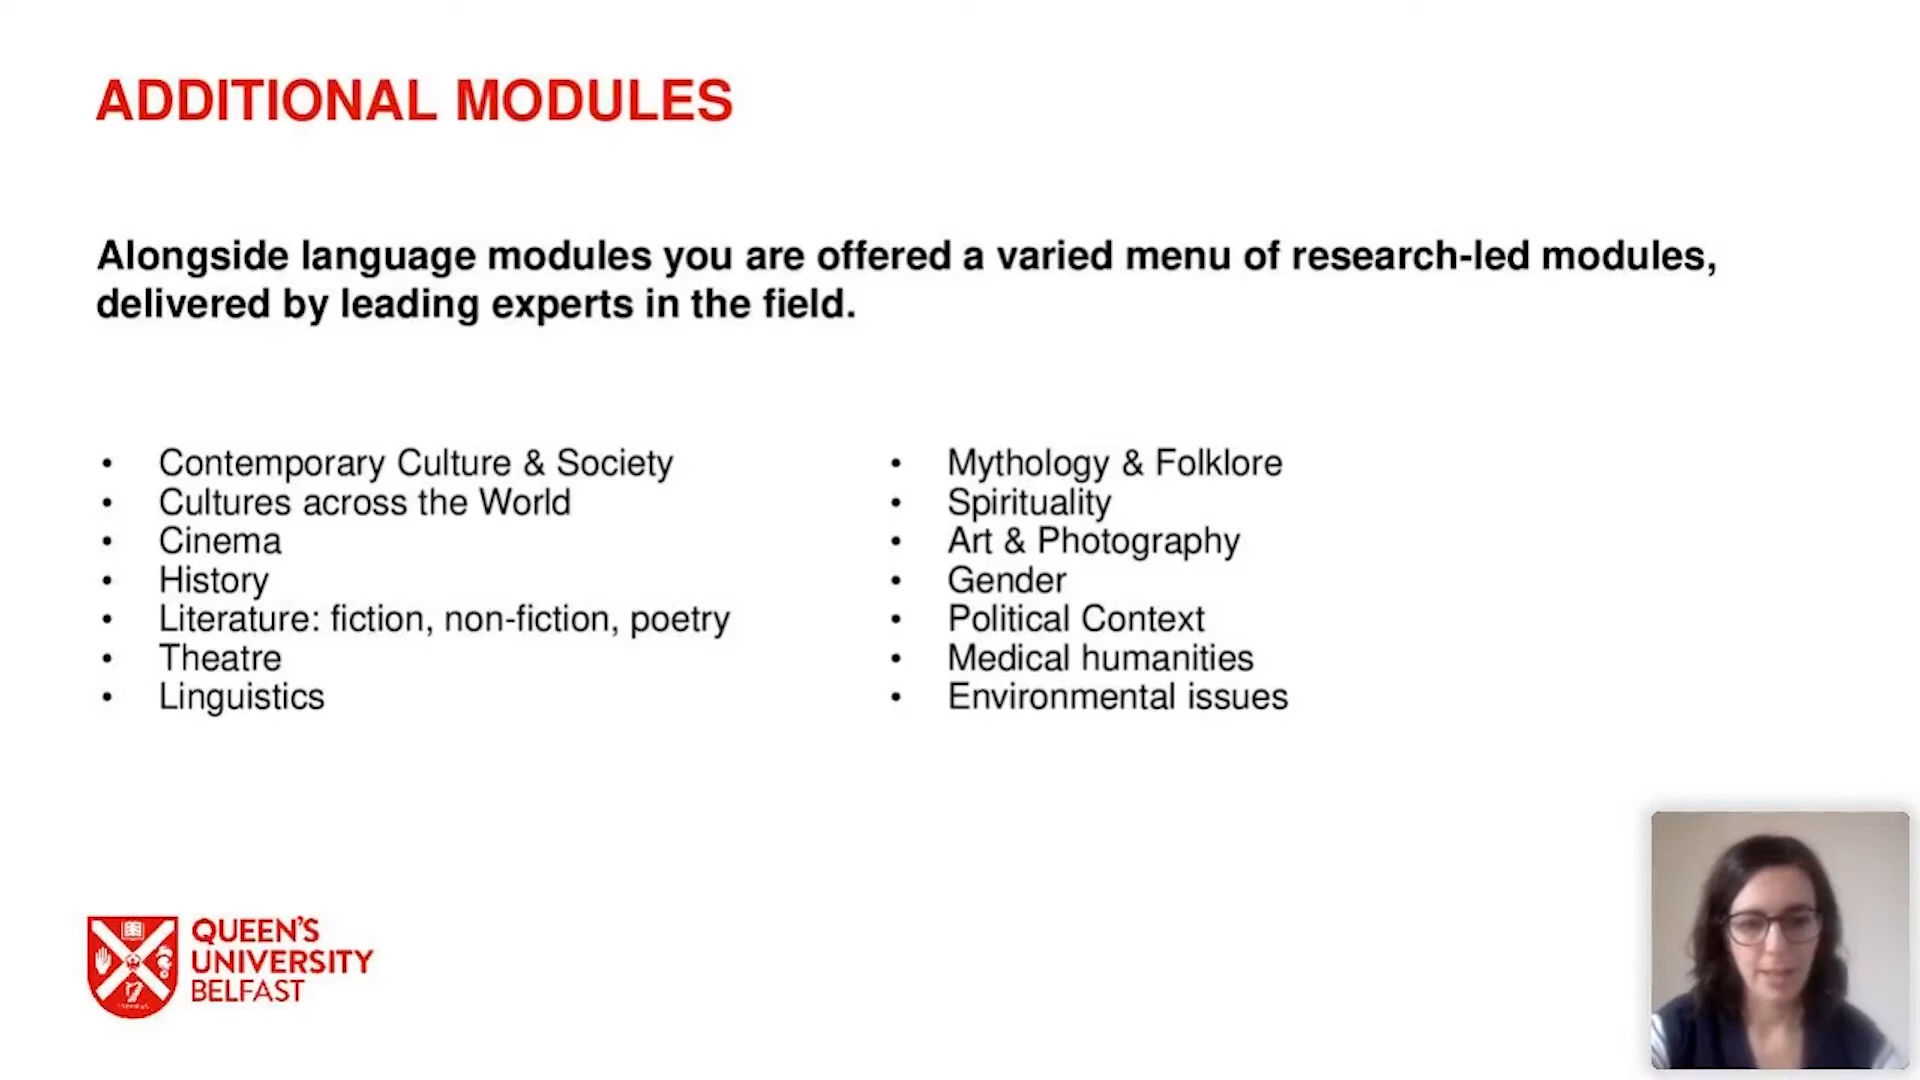 ADDITIONAL MODULES
Alongside language modules you are offered a varied menu of research-led modules,
delivered by leading experts in the field.
• Contemporary Culture & Society
• Cultures across the World
• Cinema
• History
• Literature: fiction, non-fiction, poetry
• Theatre
• Linguistics
• Mythology & Folklore
• Spirituality
• Art & Photography
• Gender
• Political Context
• Medical humanities
• Environmental issues
QUEEN'S
UNIVERSITY
BELFAST